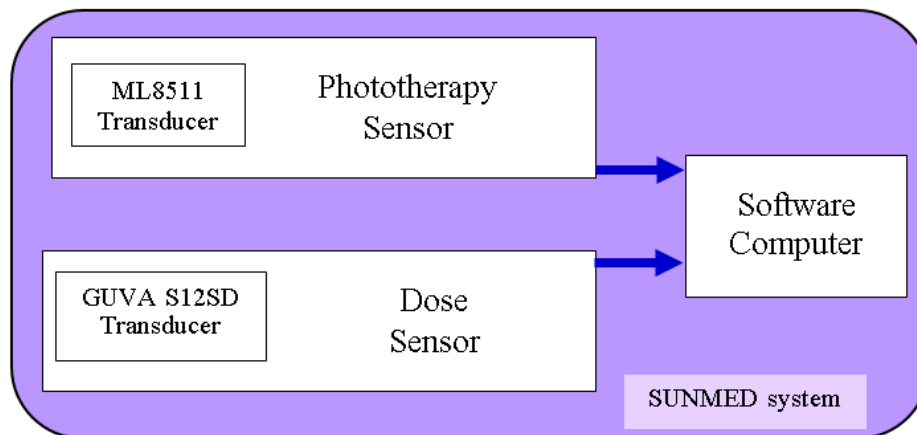 ML8511
Transducer
Phototherapy
Sensor
Software
Computer
GUVA S12SD
Transducer
Dose
Sensor
SUNMED system